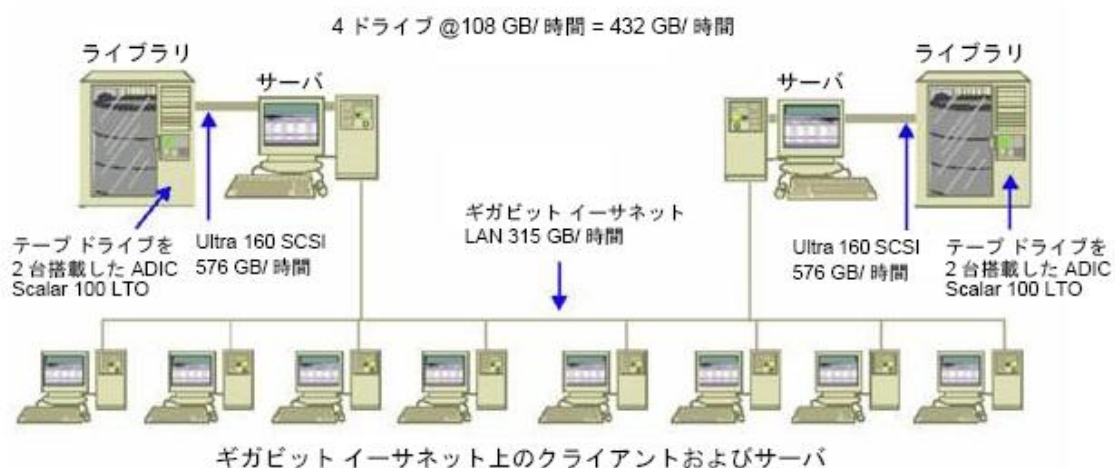 4 ドライブ @108 GB/ 時間 = 432 GB/ 時間
ライブラリ
サーバ
サーバ
ライブラリ
テープ ドライブを
2 台搭載した ADIC
Scalar 100 LTO
Ultra 160 SCSI
576 GB/ 時間
ギガビット イーサネット
LAN 315 GB/ 時間
Ultra 160 SCSI
576 GB/ 時間
テープ ドライブを
2 台搭載した ADIC
Scalar 100 LTO
ギガビット イーサネット上のクライアントおよびサーバ